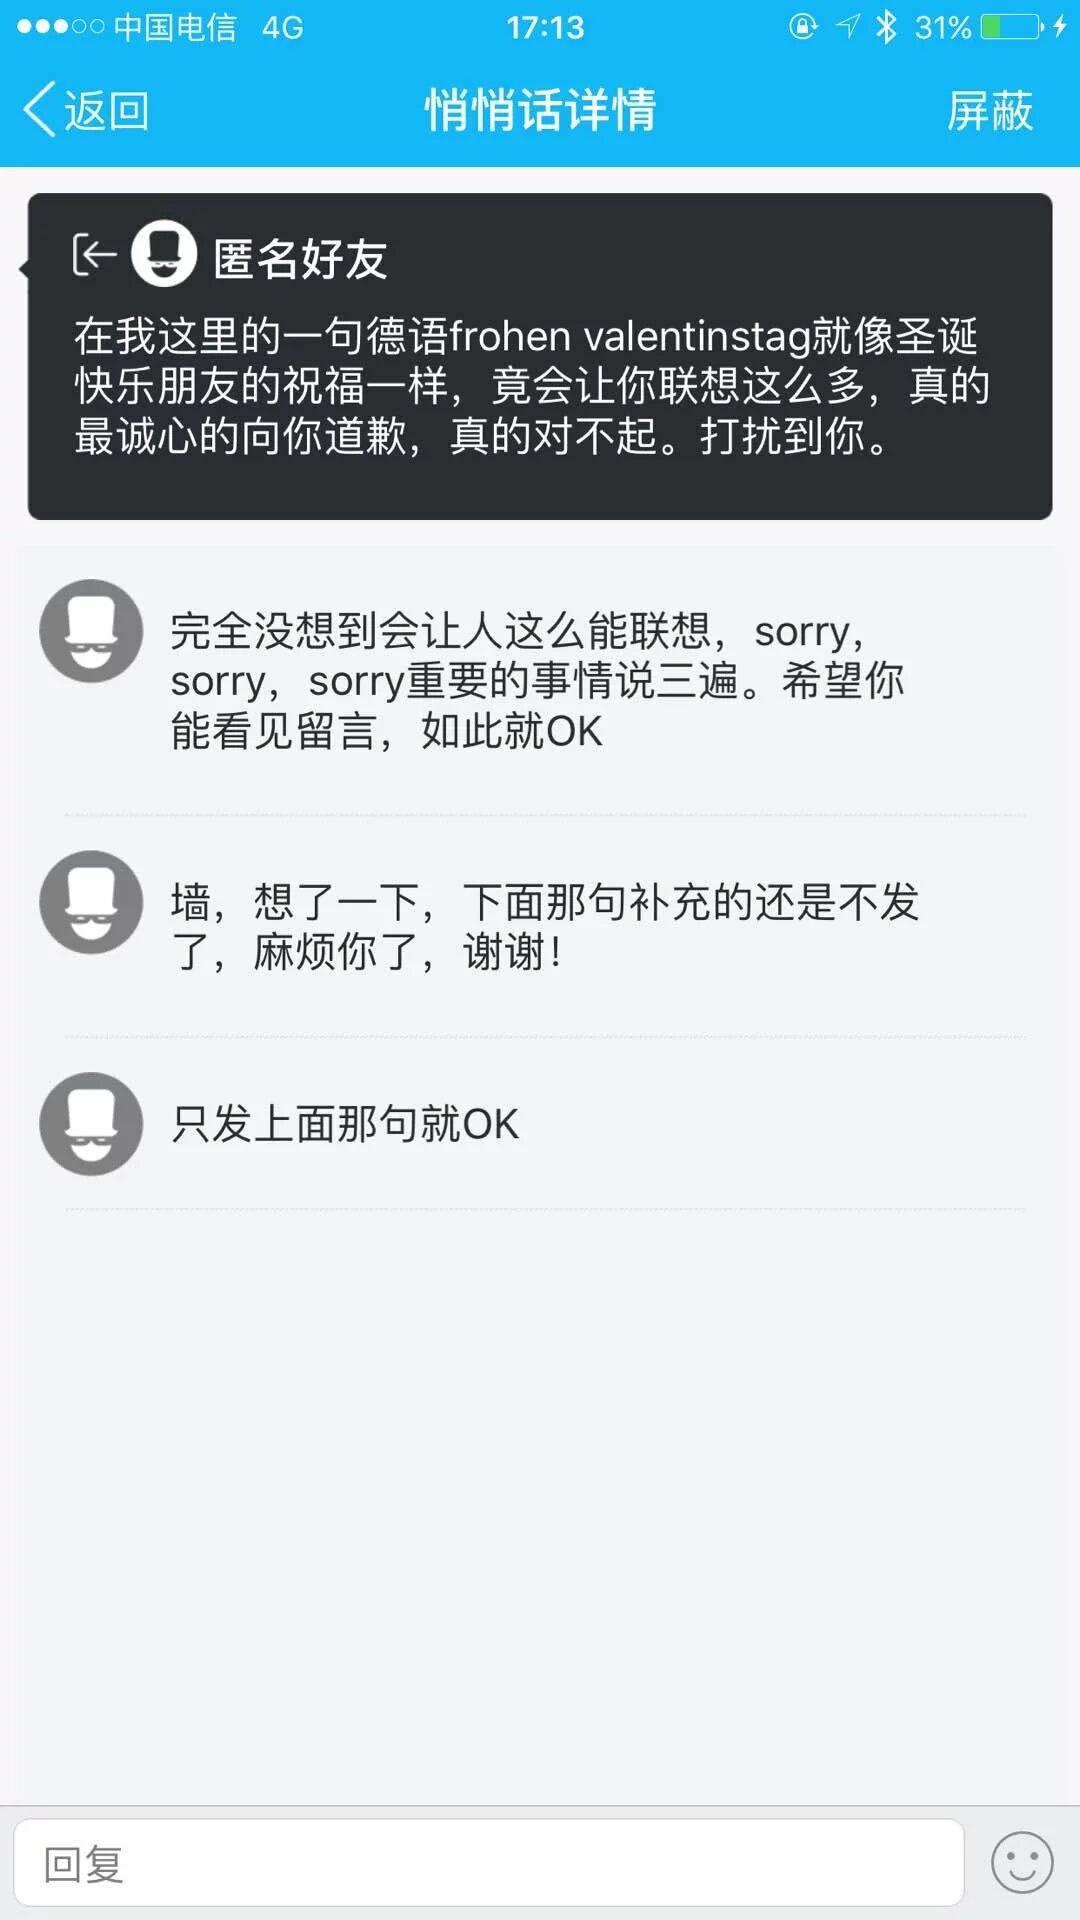 中国电信 4G 17:13 31%
返回 悄悄话详情 屏蔽
匿名好友
在我这里的一句德语frohen valentinstag就像圣诞
快乐朋友的祝福一样，竟会让你联想这么多，真的
最诚心的向你道歉，真的对不起。打扰到你。
完全没想到会让人这么能联想，sorry，
sorry，sorry重要的事情说三遍。希望你
能看见留言，如此就OK
墙，想了一下，下面那句补充的还是不发
了，麻烦你了，谢谢！
只发上面那句就OK
回复